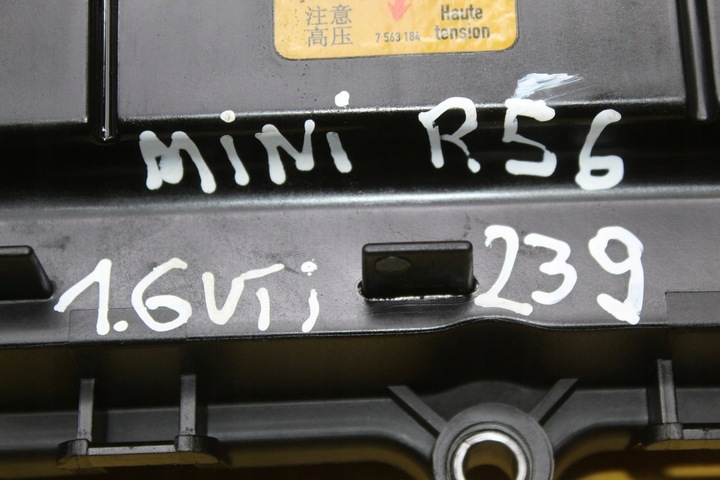 注意 Haute
高压 7 563 184 tension
MiNi R56
1.6VTi 239